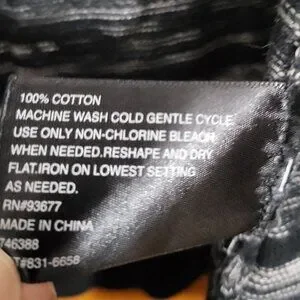 100% COTTON
MACHINE WASH COLD GENTLE CYCLE
USE ONLY NON-CHLORINE BLEACH
WHEN NEEDED.RESHAPE AND DRY
FLAT.IRON ON LOWEST SETTING
AS NEEDED.
RN#93677
MADE IN CHINA
746388
#831-6658